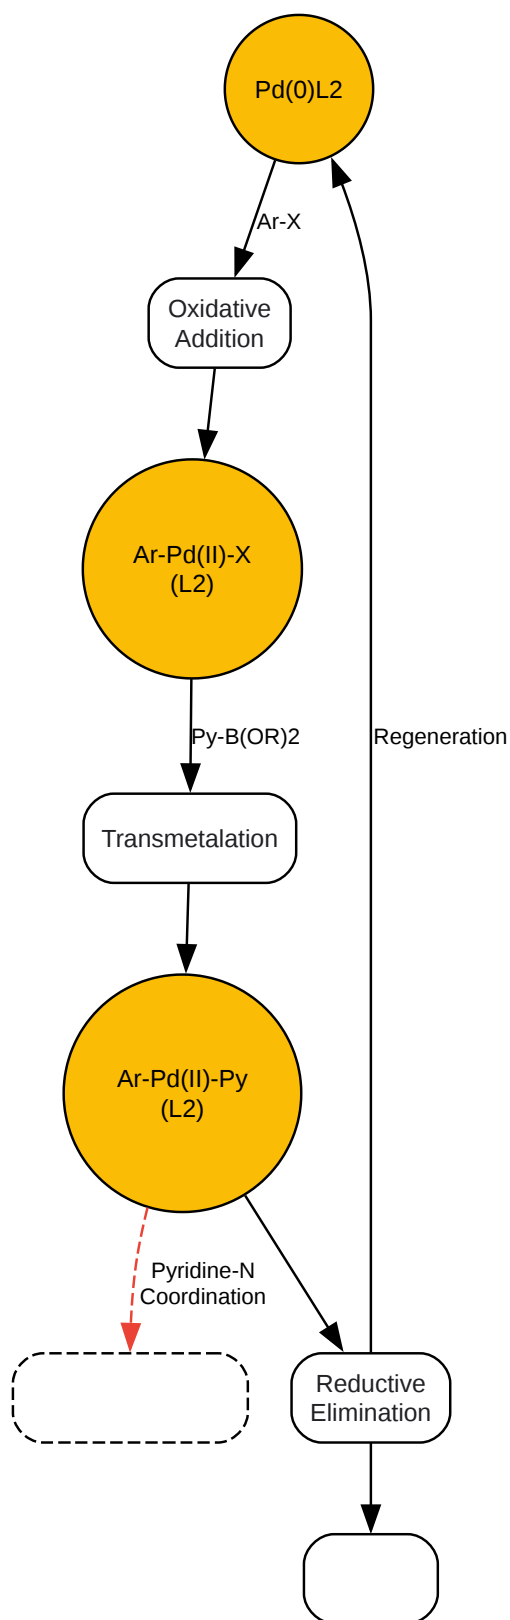 Pd(0)L2
Ar-X
Oxidative
Addition
Ar-Pd(II)-X
(L2)
Py-B(OR)2
Regeneration
Transmetalation
Ar-Pd(II)-Py
(L2)
Pyridine-N
Coordination
Reductive
Elimination